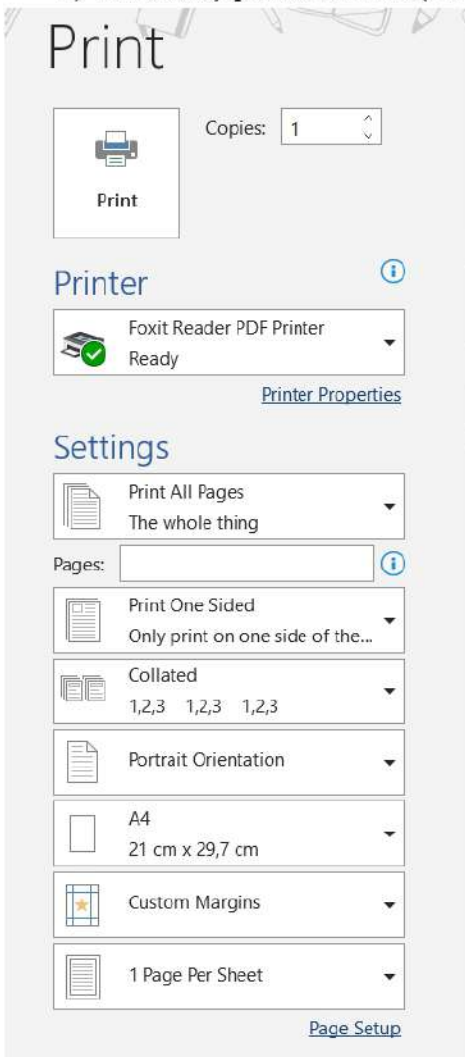 Print
Copies: 1
Print
Printer
Foxit Reader PDF Printer
Ready
Printer Properties
Settings
Print All Pages
The whole thing
Pages:
Print One Sided
Only print on one side of the...
Collated
1,2,3 1,2,3 1,2,3
Portrait Orientation
A4
21 cm x 29,7 cm
Custom Margins
1 Page Per Sheet
Page Setup